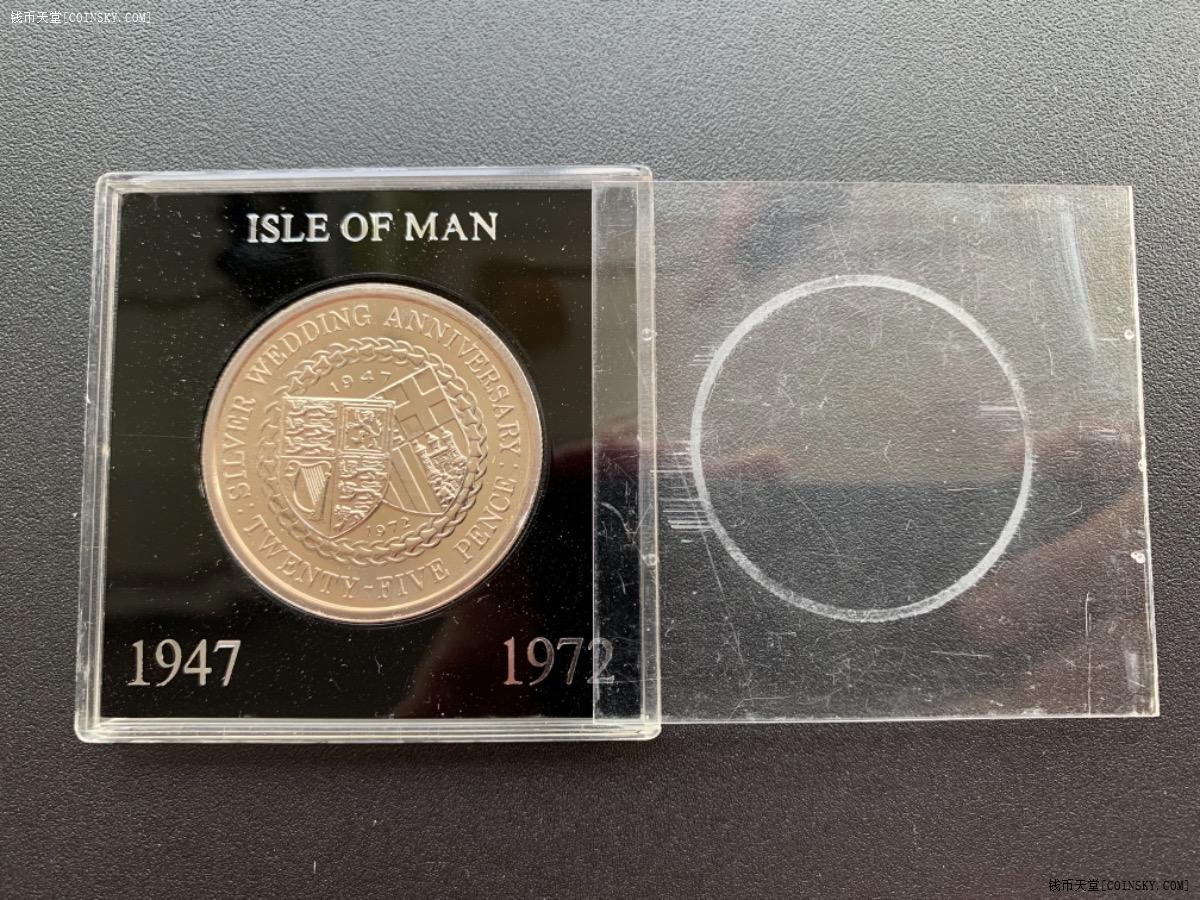 钱币天堂[COINSKY.COM]
ISLE OF MAN
SILVER WEDDING ANNIVERSARY
1947
1972
: TWENTY-FIVE PENCE :
1947 1972
钱币天堂[COINSKY.COM]